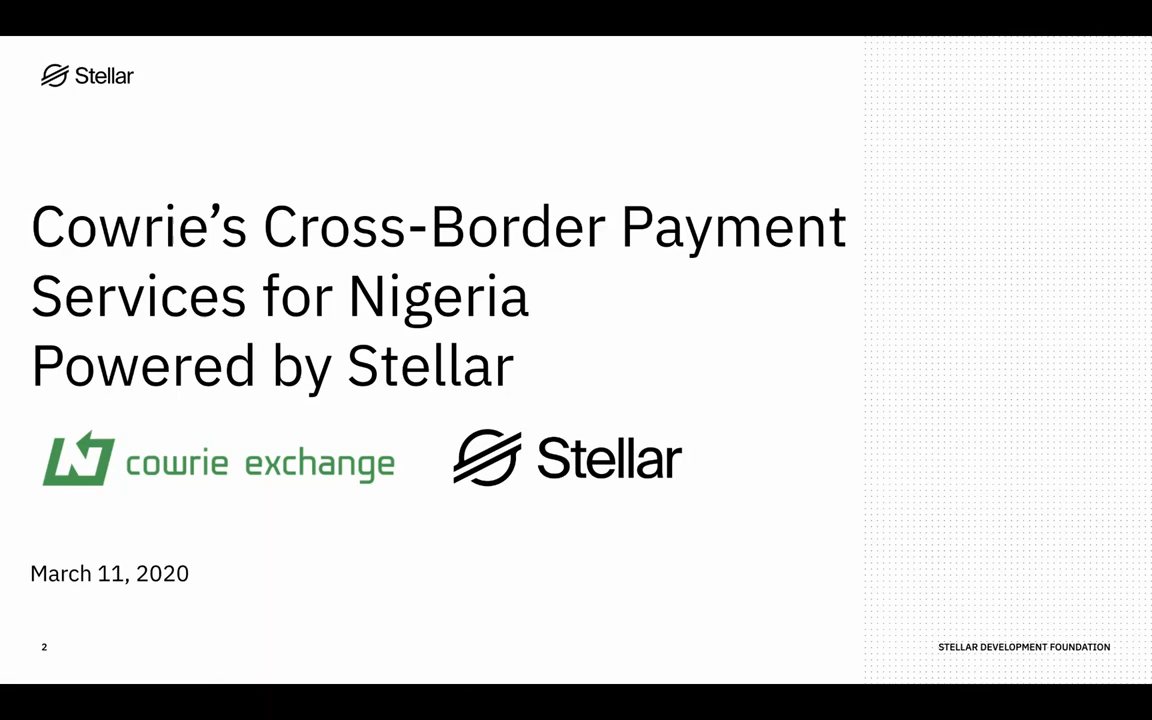 Stellar
Cowrie’s Cross-Border Payment
Services for Nigeria
Powered by Stellar
cowrie exchange
Stellar
March 11, 2020
2
STELLAR DEVELOPMENT FOUNDATION